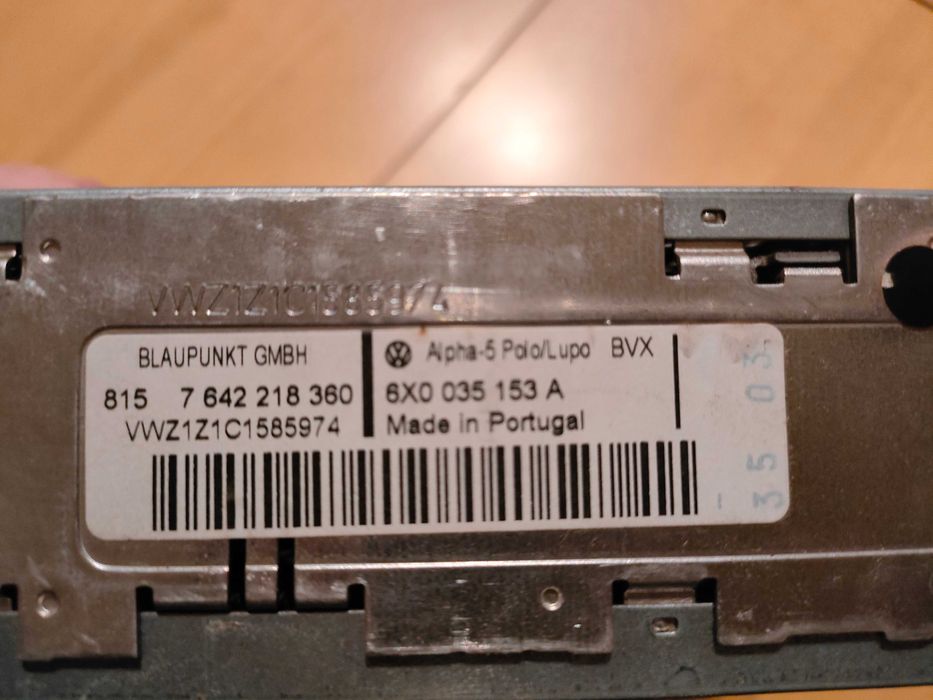 VWZ1Z1C1585974
BLAUPUNKT GMBH
815 7 642 218 360
VWZ1Z1C1585974
Alpha-5 Polo/Lupo BVX
6X0 035 153 A
Made in Portugal
35 03